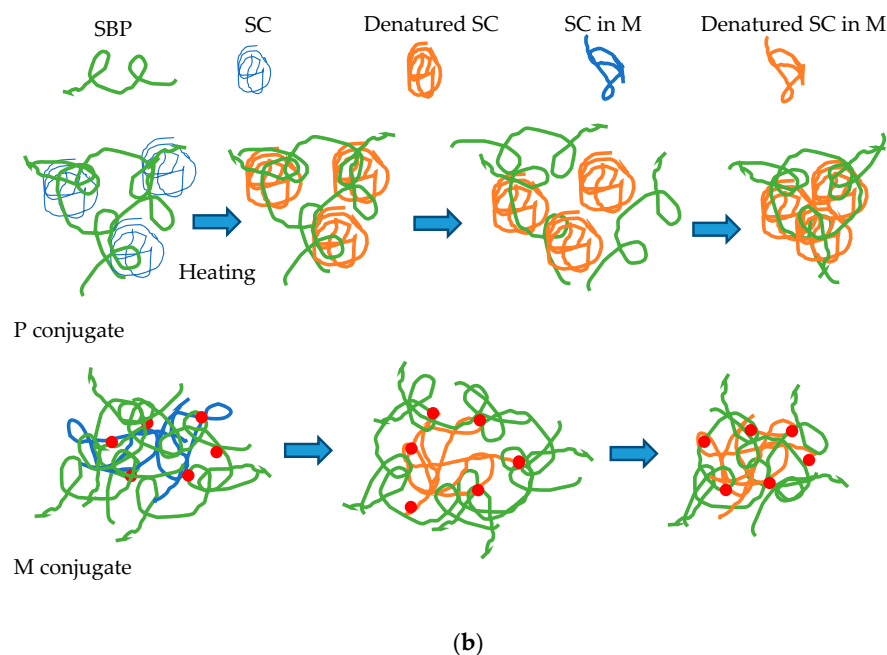 SBP SC Denatured SC SC in M Denatured SC in M
Heating
P conjugate
M conjugate
(b)